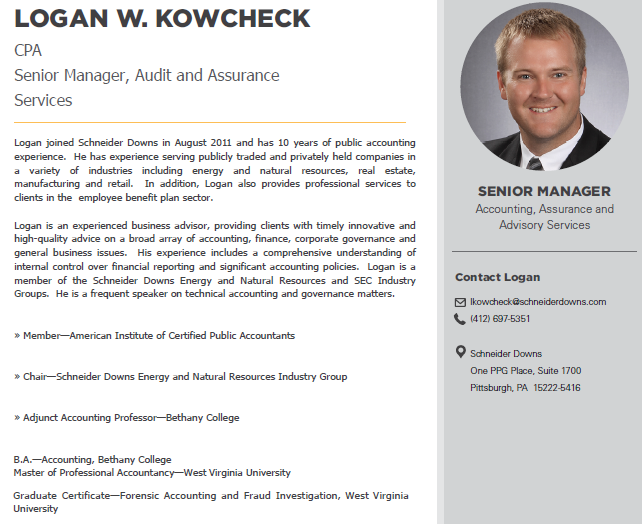 LOGAN W. KOWCHECK
CPA
Senior Manager, Audit and Assurance
Services
Logan joined Schneider Downs in August 2011 and has 10 years of public accounting
experience. He has experience serving publicly traded and privately held companies in
a variety of industries including energy and natural resources, real estate,
manufacturing and retail. In addition, Logan also provides professional services to
clients in the employee benefit plan sector.
Logan is an experienced business advisor, providing clients with timely innovative and
high-quality advice on a broad array of accounting, finance, corporate governance and
general business issues. His experience includes a comprehensive understanding of
internal control over financial reporting and significant accounting policies. Logan is a
member of the Schneider Downs Energy and Natural Resources and SEC Industry
Groups. He is a frequent speaker on technical accounting and governance matters.
» Member—American Institute of Certified Public Accountants
» Chair—Schneider Downs Energy and Natural Resources Industry Group
» Adjunct Accounting Professor—Bethany College
B.A.—Accounting, Bethany College
Master of Professional Accountancy—West Virginia University
Graduate Certificate—Forensic Accounting and Fraud Investigation, West Virginia
University
SENIOR MANAGER
Accounting, Assurance and
Advisory Services
Contact Logan
lkowcheck@schneiderdowns.com
(412) 697-5351
Schneider Downs
One PPG Place, Suite 1700
Pittsburgh, PA 15222-5416